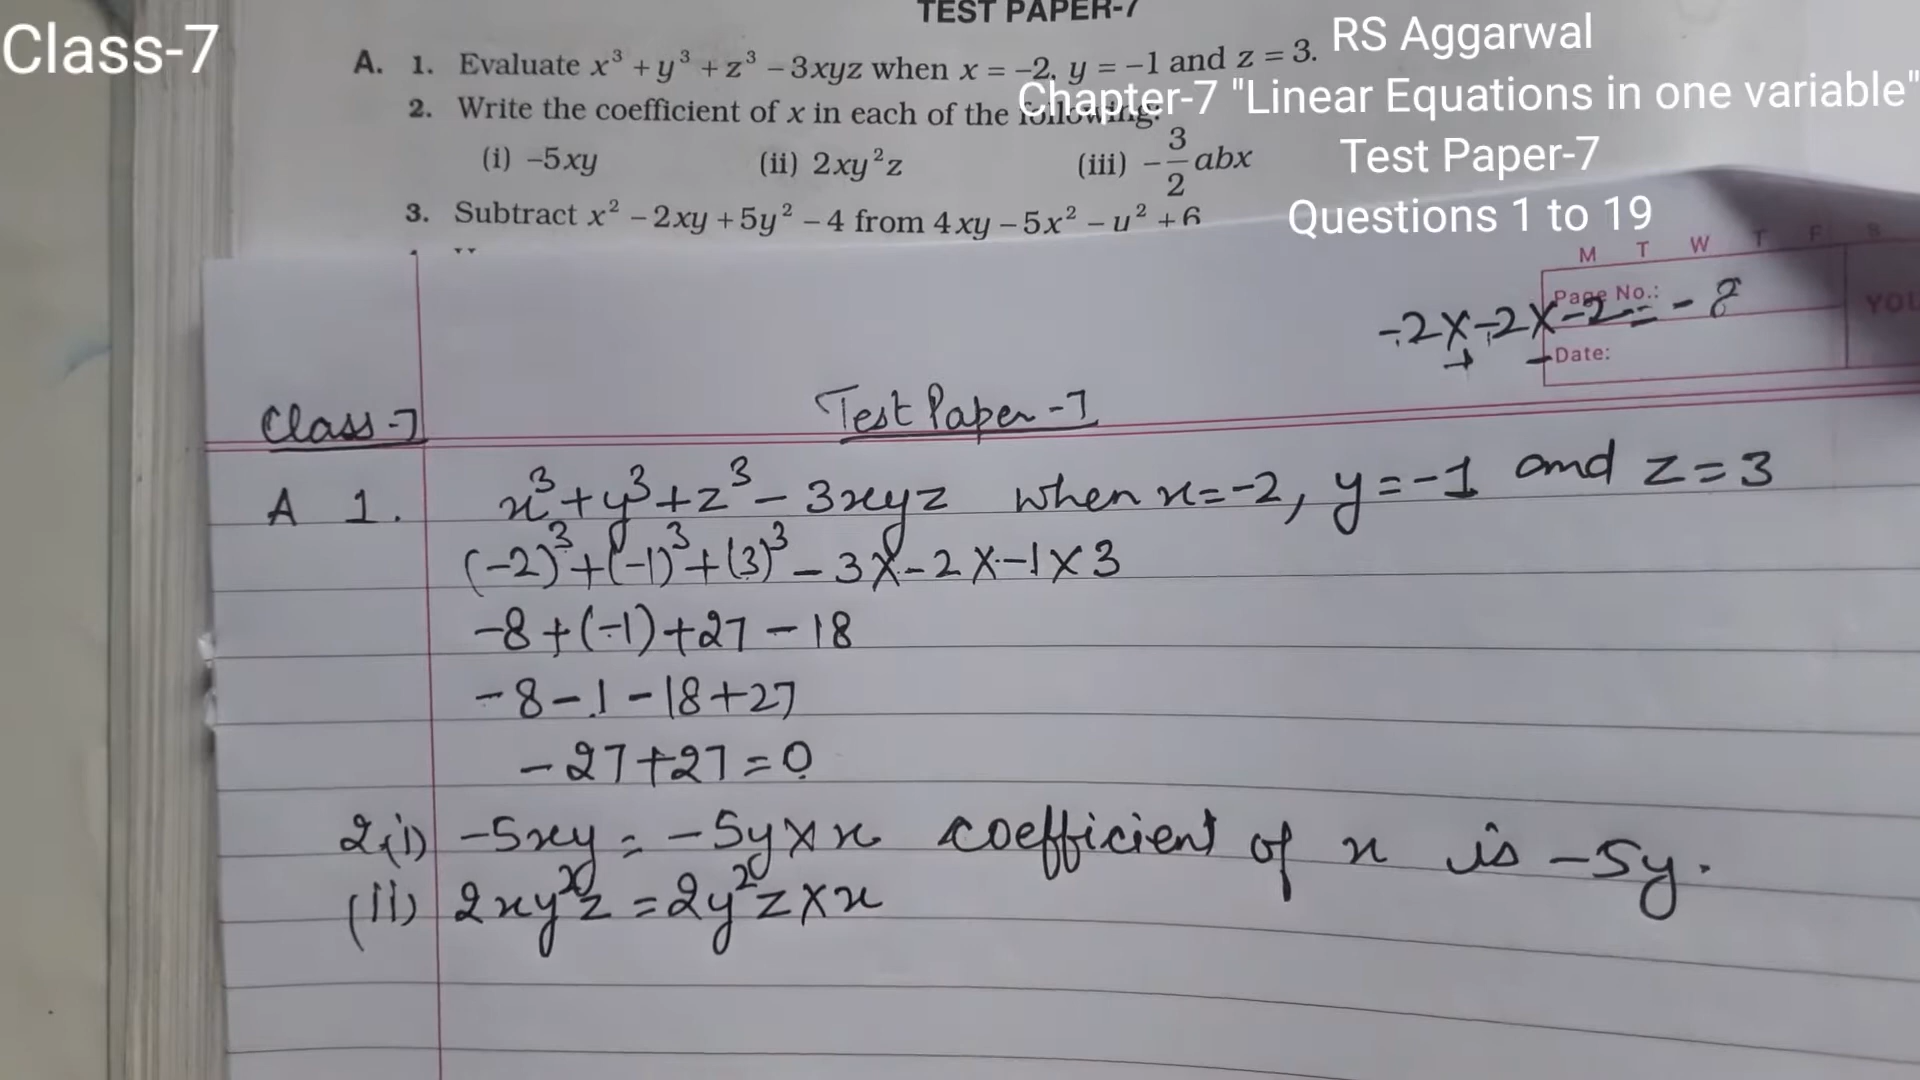 Class-7
TEST PAPER-7
RS Aggarwal
A. 1. Evaluate x³ + y³ + z³ − 3xyz when x = −2, y = −1 and z = 3.
Chapter-7 "Linear Equations in one variable"
2. Write the coefficient of x in each of the following:
(i) −5xy (ii) 2xy²z (iii) −3/2 abx
Test Paper-7
3. Subtract x² − 2xy + 5y² − 4 from 4xy − 5x² − y² + 6
Questions 1 to 19
M T W T F S
Page No.:
YOU
-2×-2×-2=-8
+ -
Date:
Class-7 Test Paper-7
A 1. x³+y³+z³-3xyz when x=-2, y=-1 and z=3
(-2)³+(-1)³+(3)³-3×-2×-1×3
-8+(-1)+27-18
-8-1-18+27
-27+27=0
2(i) -5xy=-5y×x coefficient of x is -5y.
(ii) 2xy²z=2y²z×x